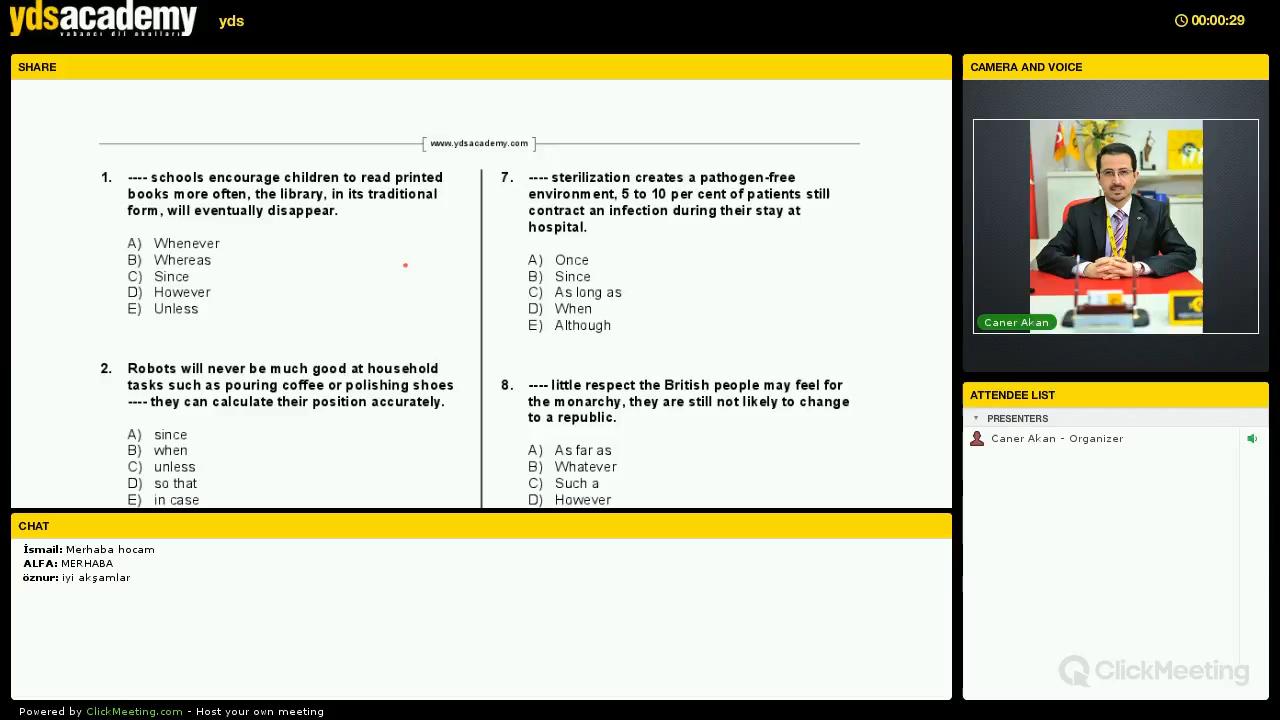 ydsacademy
yabancı dil okulları
yds
00:00:29
SHARE
www.ydsacademy.com
1. ---- schools encourage children to read printed
books more often, the library, in its traditional
form, will eventually disappear.
A) Whenever
B) Whereas
C) Since
D) However
E) Unless
2. Robots will never be much good at household
tasks such as pouring coffee or polishing shoes
---- they can calculate their position accurately.
A) since
B) when
C) unless
D) so that
E) in case
7. ---- sterilization creates a pathogen-free
environment, 5 to 10 per cent of patients still
contract an infection during their stay at
hospital.
A) Once
B) Since
C) As long as
D) When
E) Although
8. ---- little respect the British people may feel for
the monarchy, they are still not likely to change
to a republic.
A) As far as
B) Whatever
C) Such a
D) However
CAMERA AND VOICE
Caner Akan
ATTENDEE LIST
PRESENTERS
Caner Akan - Organizer
CHAT
İsmail: Merhaba hocam
ALFA: MERHABA
öznur: iyi akşamlar
ClickMeeting
Powered by ClickMeeting.com - Host your own meeting